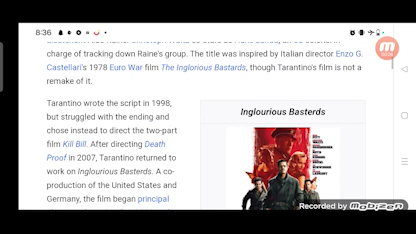 8:36
charge of tracking down Raine's group. The title was inspired by Italian director Enzo G.
Castellari's 1978 Euro War film The Inglorious Bastards, though Tarantino's film is not a
remake of it.
Tarantino wrote the script in 1998,
but struggled with the ending and
chose instead to direct the two-part
film Kill Bill. After directing Death
Proof in 2007, Tarantino returned to
work on Inglourious Basterds. A co-
production of the United States and
Germany, the film began principal
Inglourious Basterds
Recorded by MOBIZEN